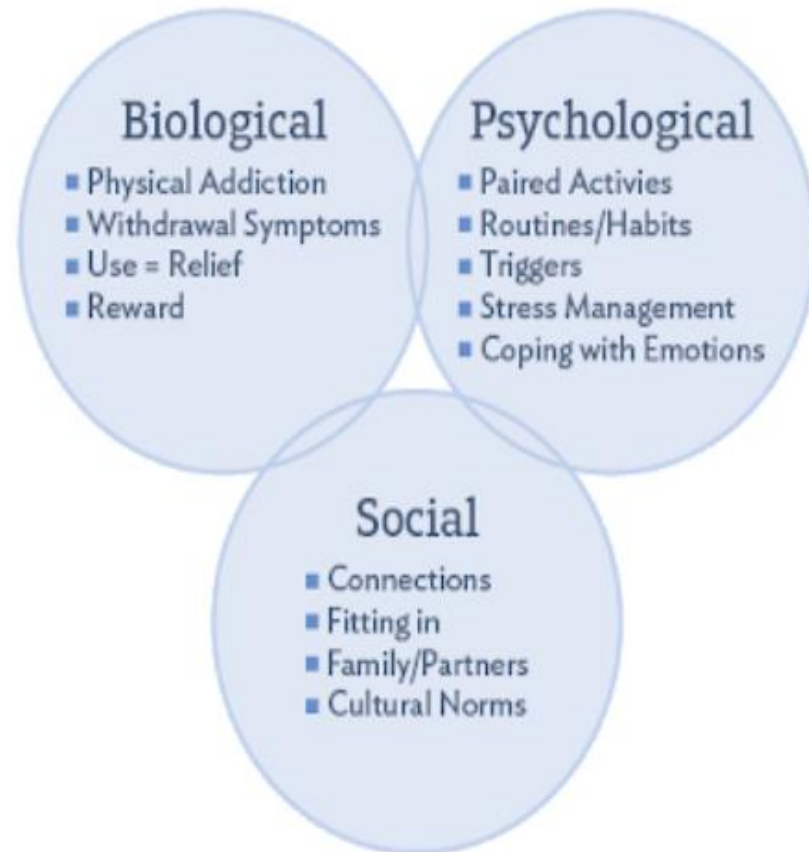 Biological
▪ Physical Addiction
▪ Withdrawal Symptoms
▪ Use = Relief
▪ Reward
Psychological
▪ Paired Activies
▪ Routines/Habits
▪ Triggers
▪ Stress Management
▪ Coping with Emotions
Social
▪ Connections
▪ Fitting in
▪ Family/Partners
▪ Cultural Norms